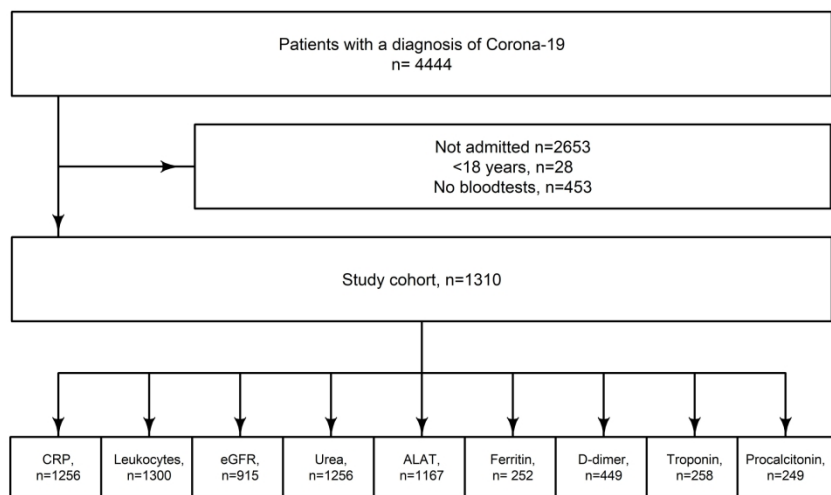 Patients with a diagnosis of Corona-19
n= 4444
Not admitted n=2653
<18 years, n=28
No bloodtests, n=453
Study cohort, n=1310
CRP,
n=1256
Leukocytes,
n=1300
eGFR,
n=915
Urea,
n=1256
ALAT,
n=1167
Ferritin,
n= 252
D-dimer,
n=449
Troponin,
n=258
Procalcitonin,
n=249